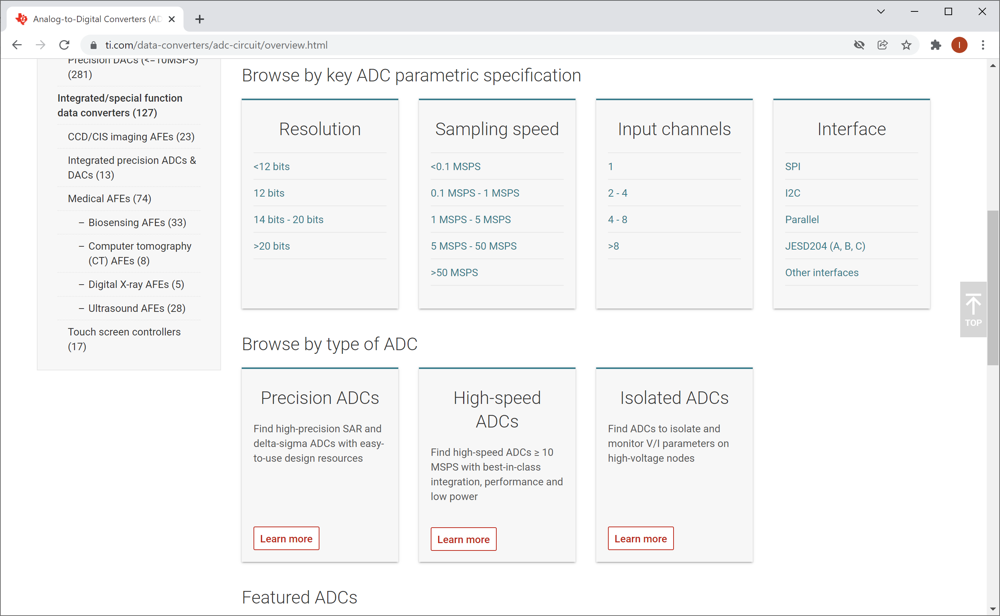 Analog-to-Digital Converters (AD
ti.com/data-converters/adc-circuit/overview.html
I
Precision DACs (<=10MSPS)
(281)
Integrated/special function
data converters (127)
CCD/CIS imaging AFEs (23)
Integrated precision ADCs &
DACs (13)
Medical AFEs (74)
– Biosensing AFEs (33)
– Computer tomography
(CT) AFEs (8)
– Digital X-ray AFEs (5)
– Ultrasound AFEs (28)
Touch screen controllers
(17)
Browse by key ADC parametric specification
Resolution
<12 bits
12 bits
14 bits - 20 bits
>20 bits
Sampling speed
<0.1 MSPS
0.1 MSPS - 1 MSPS
1 MSPS - 5 MSPS
5 MSPS - 50 MSPS
>50 MSPS
Input channels
1
2 - 4
4 - 8
>8
Interface
SPI
I2C
Parallel
JESD204 (A, B, C)
Other interfaces
TOP
Browse by type of ADC
Precision ADCs
Find high-precision SAR and
delta-sigma ADCs with easy-
to-use design resources
Learn more
High-speed
ADCs
Find high-speed ADCs ≥ 10
MSPS with best-in-class
integration, performance and
low power
Learn more
Isolated ADCs
Find ADCs to isolate and
monitor V/I parameters on
high-voltage nodes
Learn more
Featured ADCs